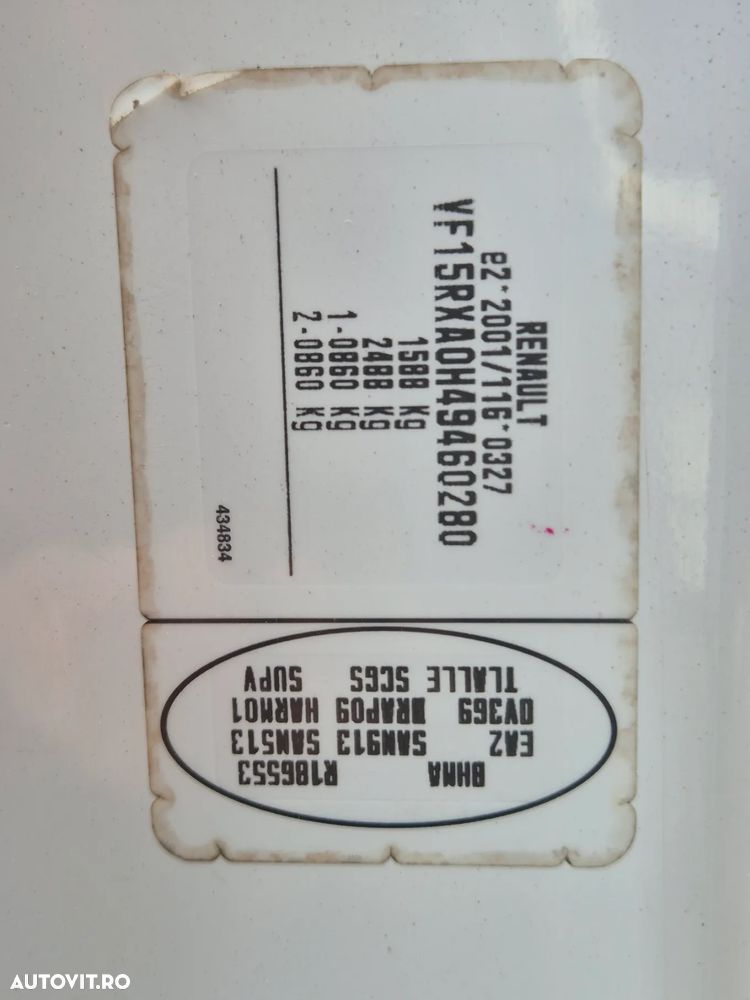 RENAULT
e2*2001/116*0327
VF15RXA0H49460280
1588 Kg
2488 Kg
1-0860 Kg
2-0860 Kg
434834
BHNA R186553
EA2 SAN913 SAN513
OV369 DRAP09 HARM01
TLALLE SCGS SUPV
AUTOVIT.RO